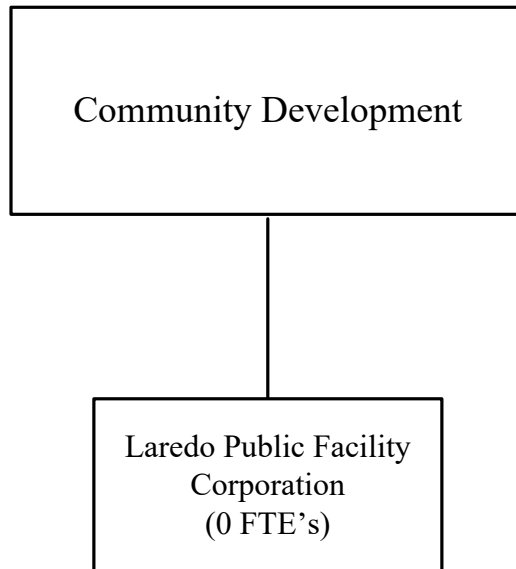 Community Development
Laredo Public Facility
Corporation
(0 FTE’s)